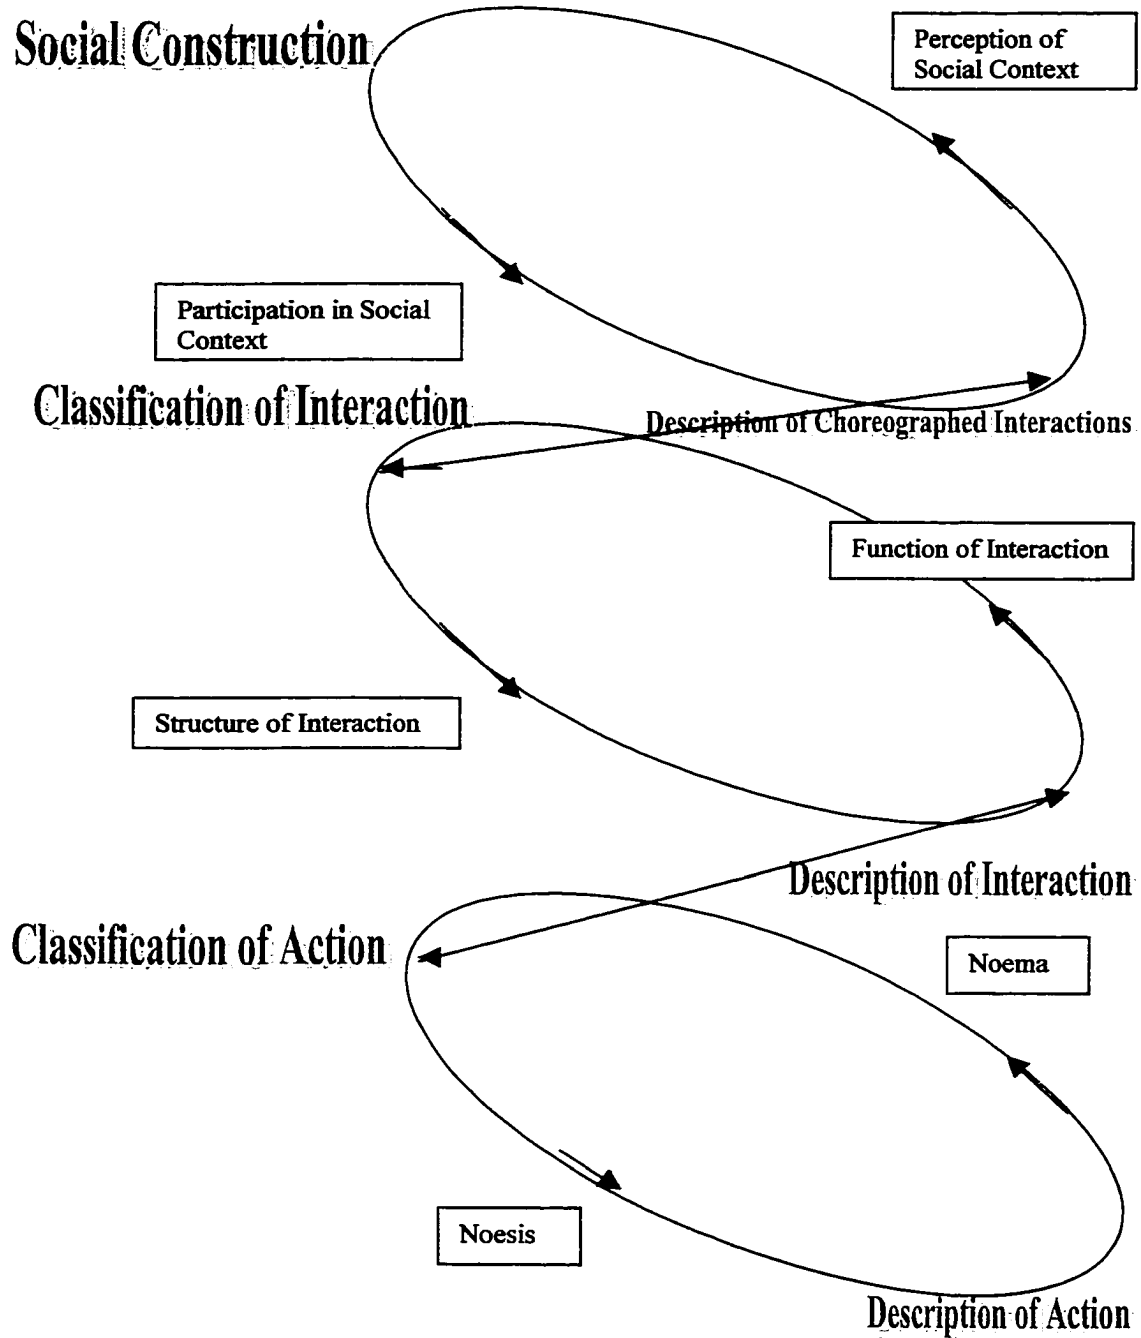 Social Construction
Perception of
Social Context
Participation in Social
Context
Classification of Interaction
Description of Choreographed Interactions
Function of Interaction
Structure of Interaction
Description of Interaction
Classification of Action
Noema
Noesis
Description of Action